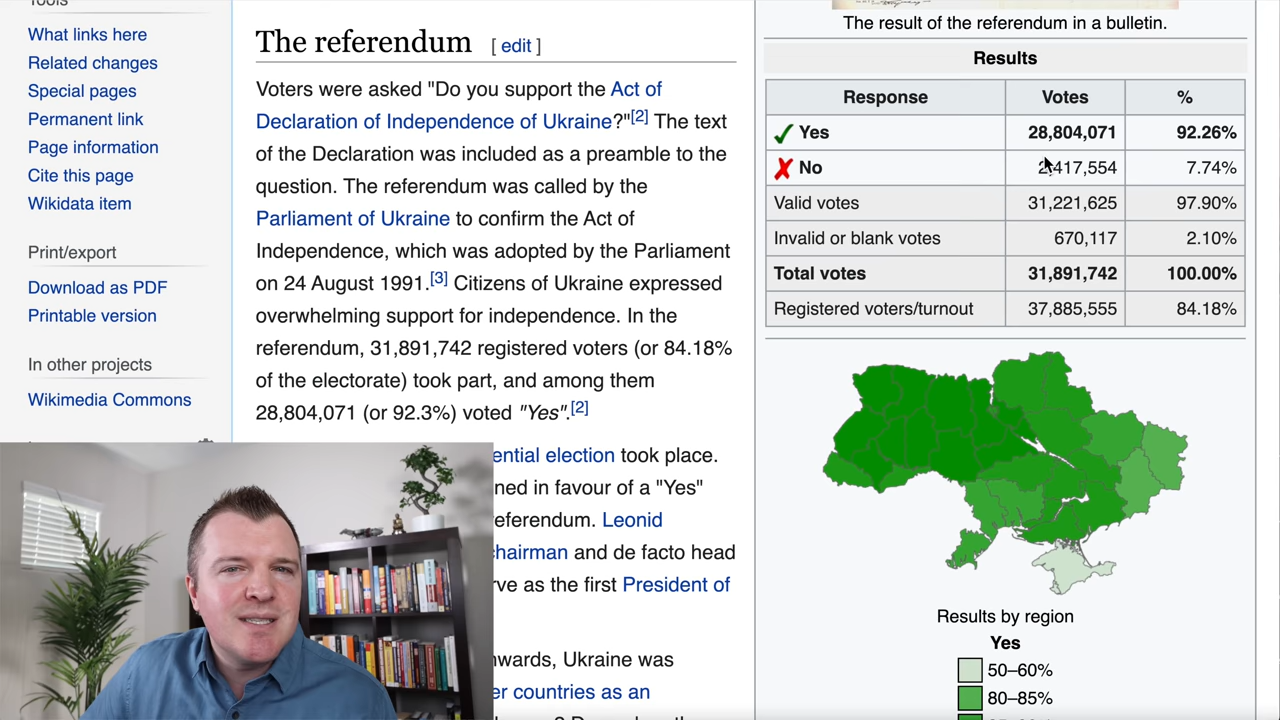 Tools
What links here
Related changes
Special pages
Permanent link
Page information
Cite this page
Wikidata item
Print/export
Download as PDF
Printable version
In other projects
Wikimedia Commons
The referendum [ edit ]
Voters were asked "Do you support the Act of
Declaration of Independence of Ukraine?"[2] The text
of the Declaration was included as a preamble to the
question. The referendum was called by the
Parliament of Ukraine to confirm the Act of
Independence, which was adopted by the Parliament
on 24 August 1991.[3] Citizens of Ukraine expressed
overwhelming support for independence. In the
referendum, 31,891,742 registered voters (or 84.18%
of the electorate) took part, and among them
28,804,071 (or 92.3%) voted "Yes".[2]
ential election took place.
ned in favour of a "Yes"
eferendum. Leonid
hairman and de facto head
rve as the first President of
nwards, Ukraine was
er countries as an
The result of the referendum in a bulletin.
Results
Response Votes %
Yes 28,804,071 92.26%
No 2,417,554 7.74%
Valid votes 31,221,625 97.90%
Invalid or blank votes 670,117 2.10%
Total votes 31,891,742 100.00%
Registered voters/turnout 37,885,555 84.18%
Results by region
Yes
50–60%
80–85%